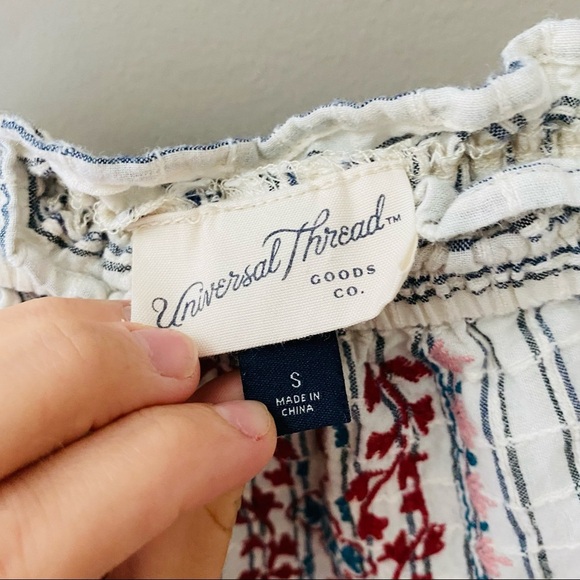 Universal Thread™
GOODS
CO.
S
MADE IN
CHINA